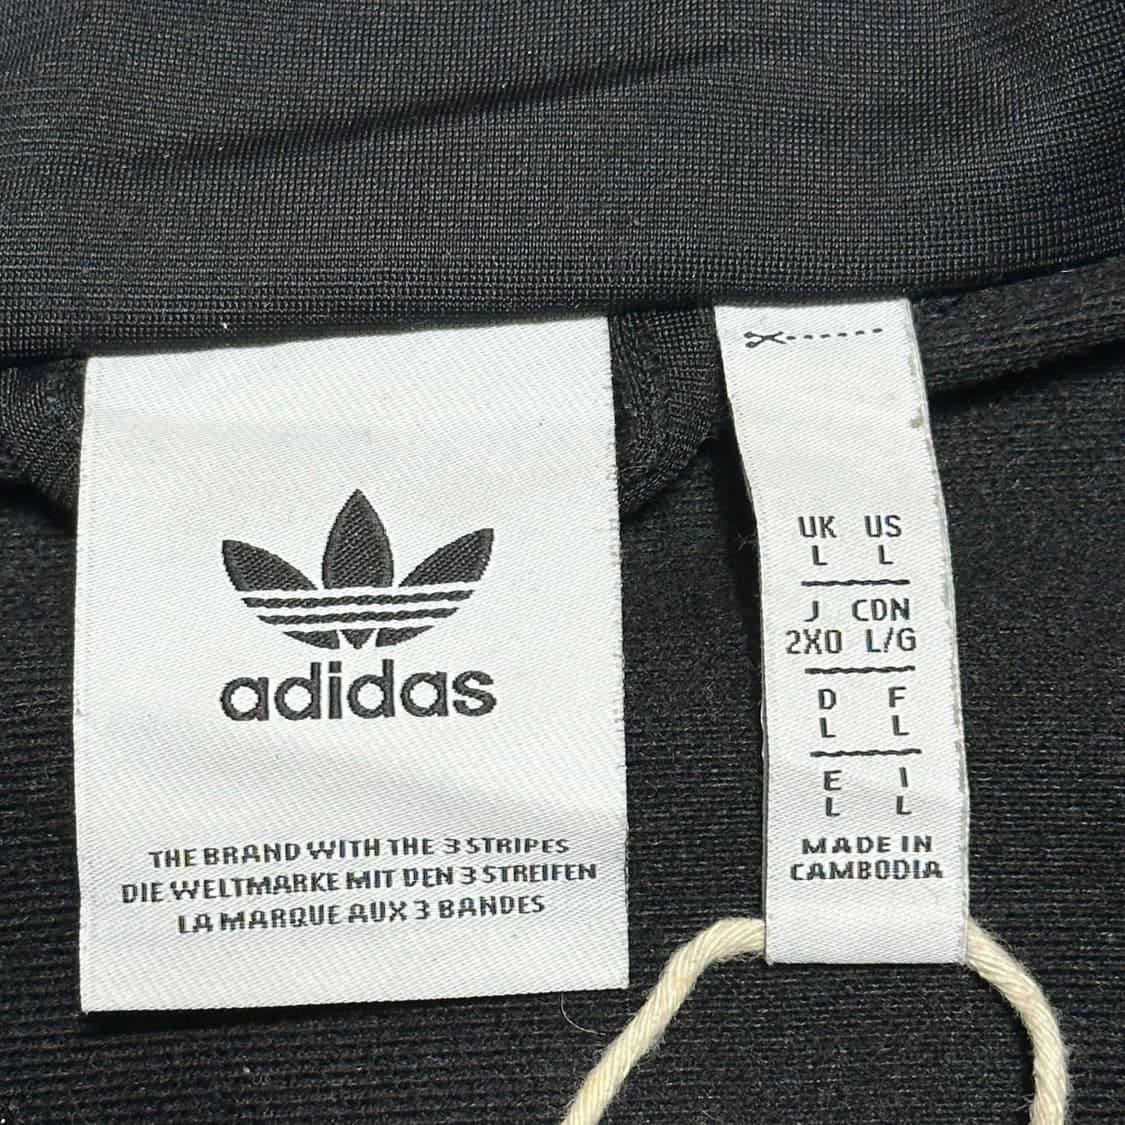 adidas
THE BRAND WITH THE 3 STRIPES
DIE WELTMARKE MIT DEN 3 STREIFEN
LA MARQUE AUX 3 BANDES
UK US
L L
J CDN
2XO L/G
D F
L L
E I
L L
MADE IN
CAMBODIA